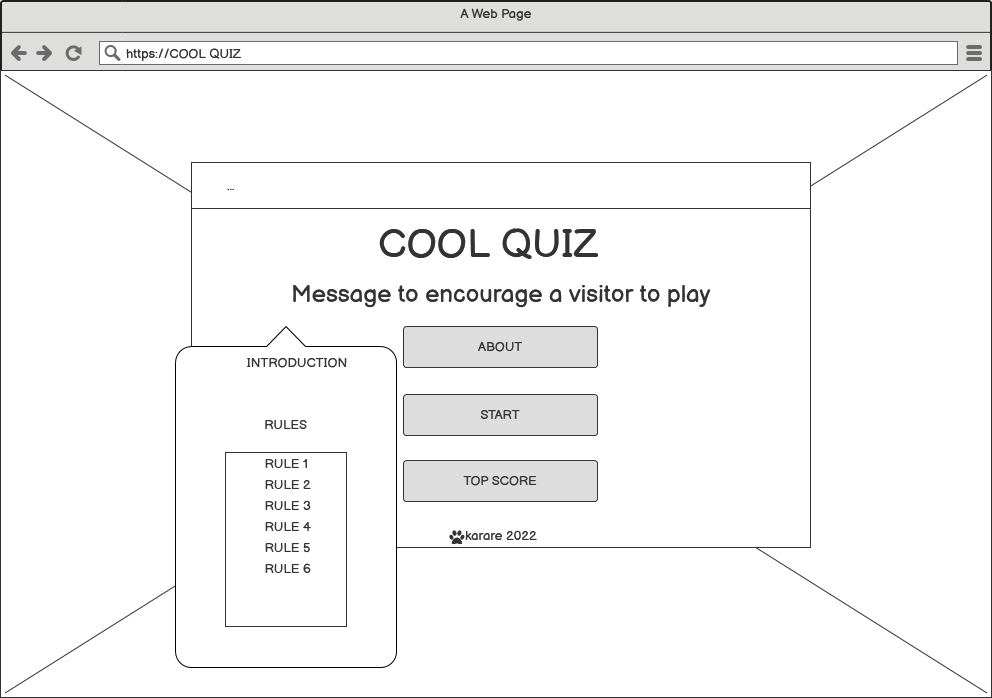 A Web Page
https://COOL QUIZ
...
COOL QUIZ
Message to encourage a visitor to play
ABOUT
START
TOP SCORE
karare 2022
INTRODUCTION
RULES
RULE 1
RULE 2
RULE 3
RULE 4
RULE 5
RULE 6